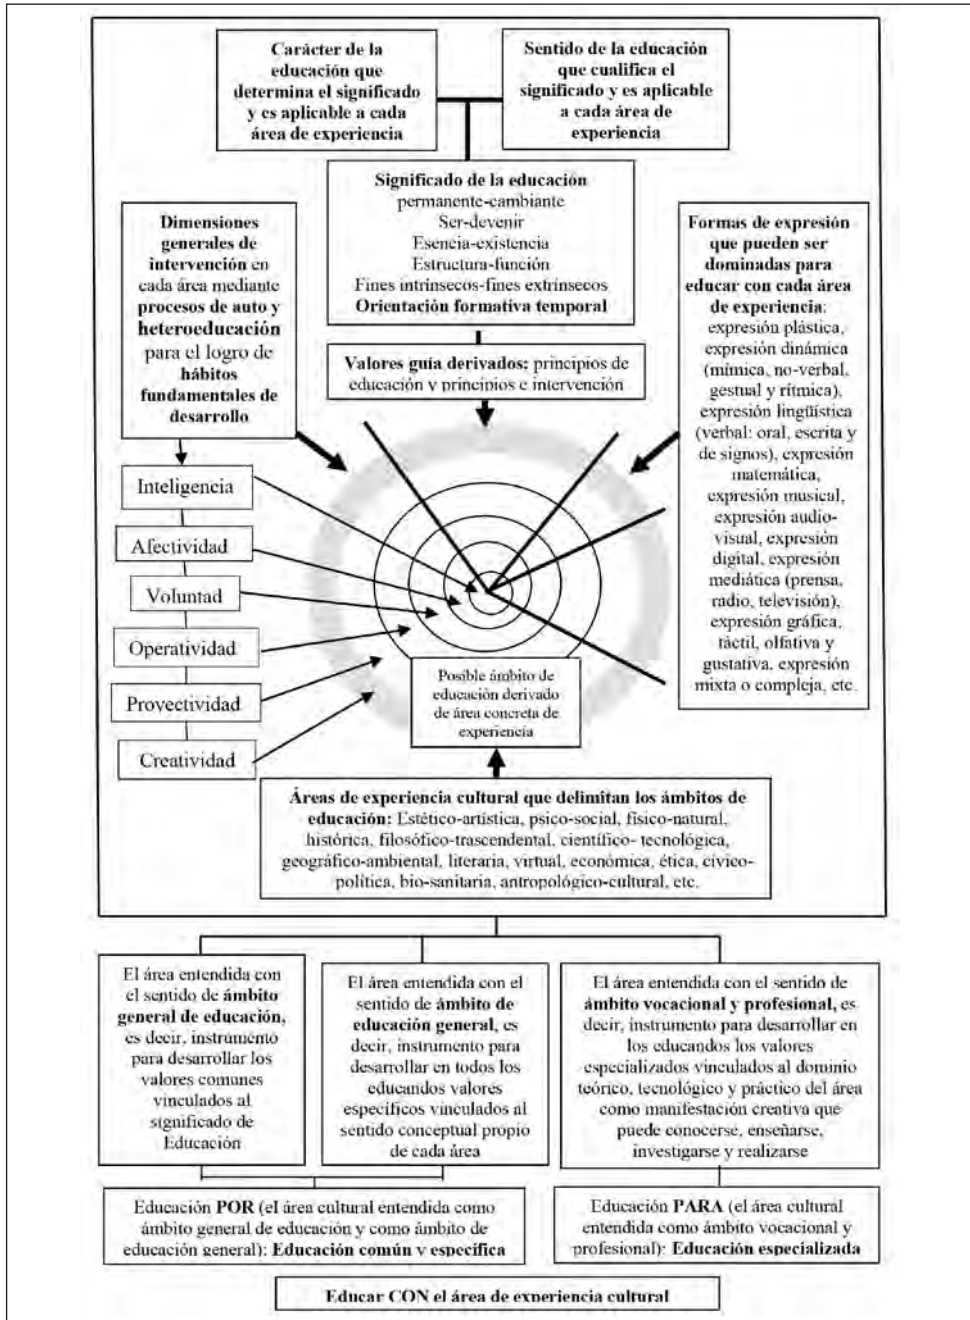 Carácter de la
educación que
determina el significado
y es aplicable a cada
área de experiencia
Sentido de la educación
que cualifica el
significado y es aplicable
a cada área de
experiencia
Significado de la educación
permanente-cambiante
Ser-devenir
Esencia-existencia
Estructura-función
Fines intrínsecos-fines extrínsecos
Orientación formativa temporal
Dimensiones
generales de
intervención en
cada área mediante
procesos de auto y
heteroeducación
para el logro de
hábitos
fundamentales de
desarrollo
Formas de expresión
que pueden ser
dominadas para
educar con cada área
de experiencia:
expresión plástica,
expresión dinámica
(mímica, no-verbal,
gestual y rítmica),
expresión lingüística
(verbal: oral, escrita y
de signos), expresión
matemática,
expresión musical,
expresión audio-
visual, expresión
digital, expresión
mediática (prensa,
radio, televisión),
expresión gráfica,
táctil, olfativa y
gustativa, expresión
mixta o compleja, etc.
Valores guía derivados: principios de
educación y principios e intervención
Inteligencia
Afectividad
Voluntad
Operatividad
Proyectividad
Creatividad
Posible ámbito de
educación derivado
de área concreta de
experiencia
Áreas de experiencia cultural que delimitan los ámbitos de
educación: Estético-artística, psico-social, físico-natural,
histórica, filosófico-trascendental, científico- tecnológica,
geográfico-ambiental, literaria, virtual, económica, ética, cívico-
política, bio-sanitaria, antropológico-cultural, etc.
El área entendida con
el sentido de ámbito
general de educación,
es decir, instrumento
para desarrollar los
valores comunes
vinculados al
significado de
Educación
El área entendida con el
sentido de ámbito de
educación general, es
decir, instrumento para
desarrollar en todos los
educandos valores
específicos vinculados al
sentido conceptual propio
de cada área
El área entendida con el sentido de
ámbito vocacional y profesional, es
decir, instrumento para desarrollar en
los educandos los valores
especializados vinculados al dominio
teórico, tecnológico y práctico del área
como manifestación creativa que
puede conocerse, enseñarse,
investigarse y realizarse
Educación POR (el área cultural entendida como
ámbito general de educación y como ámbito de
educación general): Educación común y específica
Educación PARA (el área cultural
entendida como ámbito vocacional y
profesional): Educación especializada
Educar CON el área de experiencia cultural